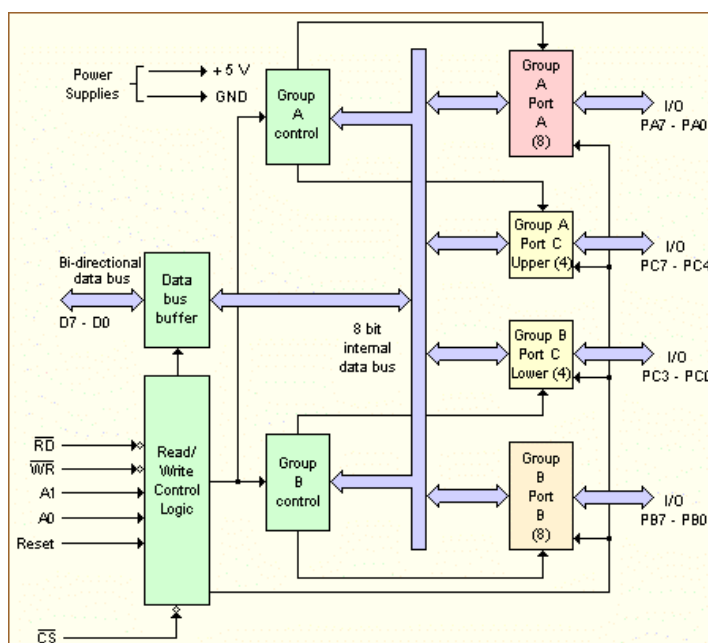 Power
Supplies
+5 V
GND
Group
A
control
Group
A
Port
A
(8)
I/O
PA7 - PA0
Group A
Port C
Upper (4)
I/O
PC7 - PC4
Bi-directional
data bus
D7 - D0
Data
bus
buffer
8 bit
internal
data bus
Group B
Port C
Lower (4)
I/O
PC3 - PC0
RD
WR
A1
A0
Reset
CS
Read/
Write
Control
Logic
Group
B
control
Group
B
Port
B
(8)
I/O
PB7 - PB0